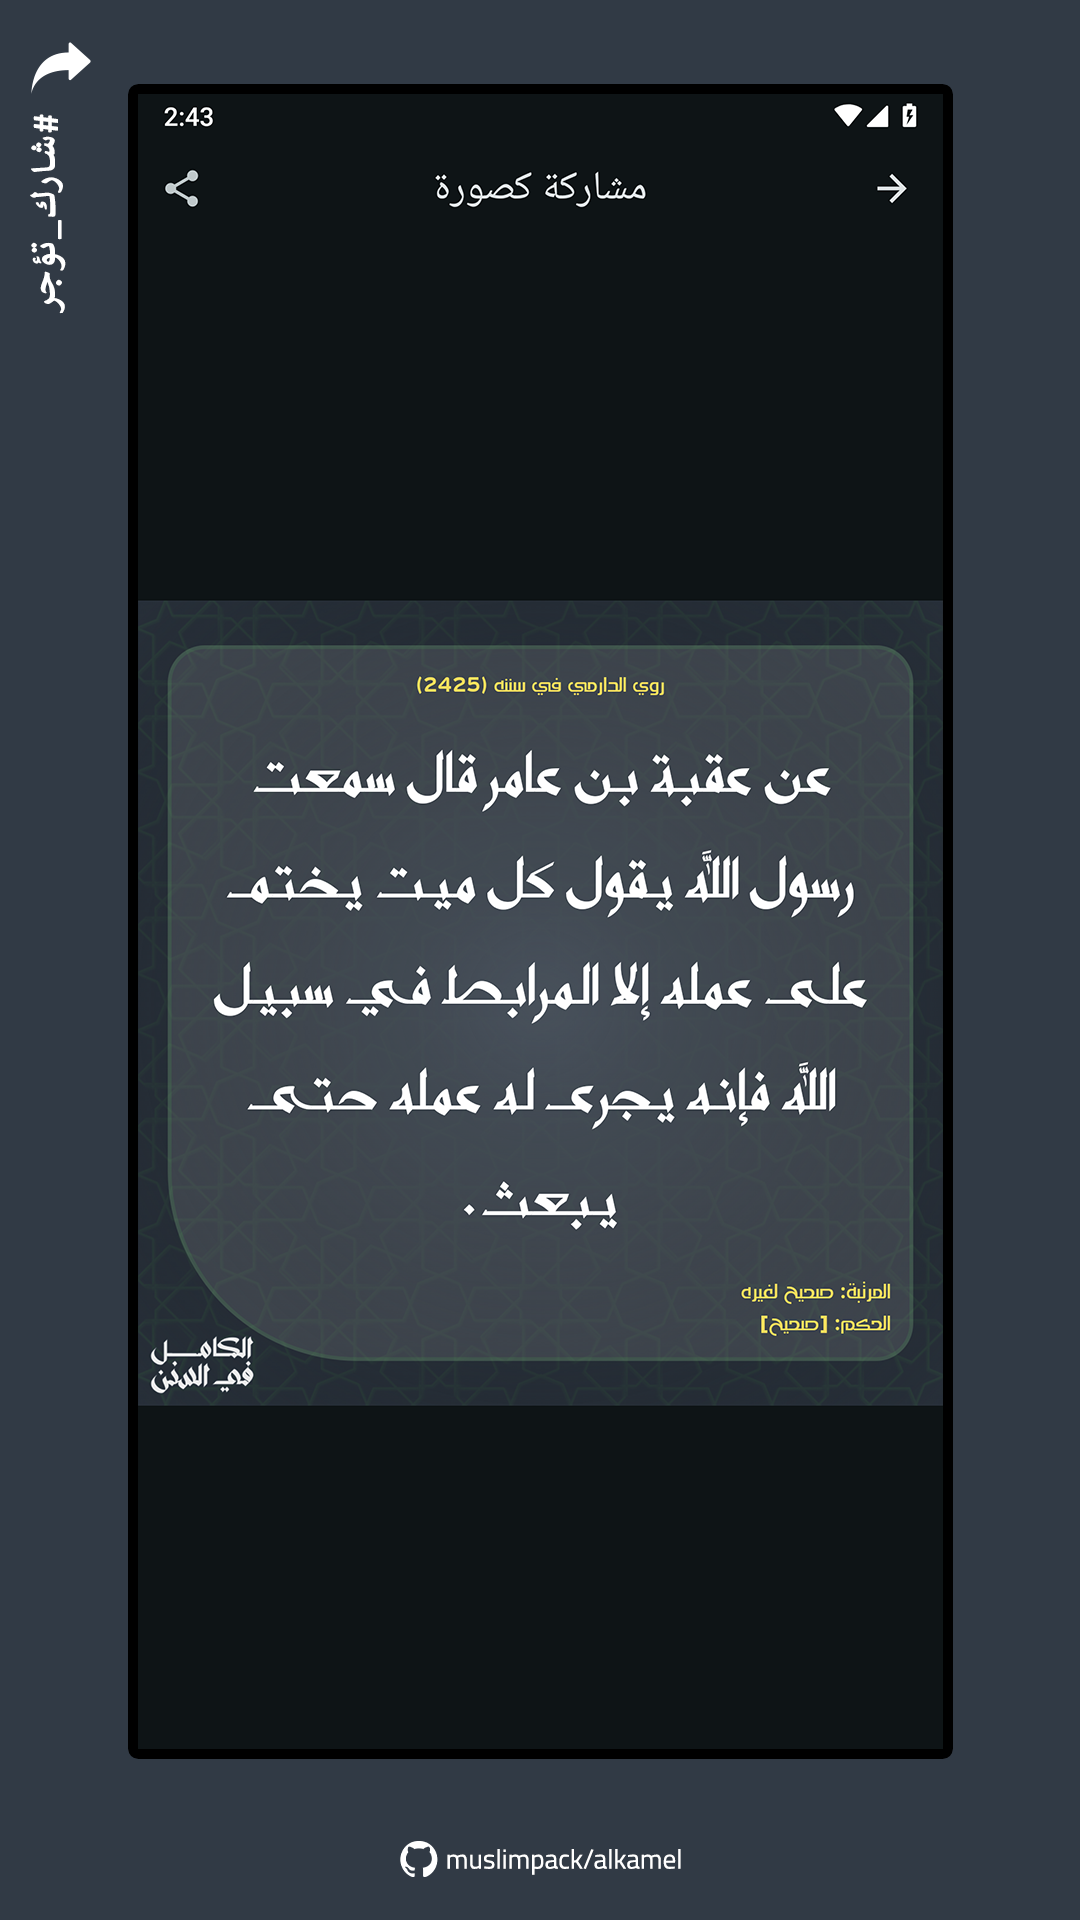 #شارك_تؤجر
2:43
مشاركة كصورة
روي الدارمي في سننه (2425)
عن عقبة بن عامر قال سمعت
رسول الله يقول كل ميت يختم
على عمله إلا المرابط في سبيل
الله فإنه يجرى له عمله حتى
يبعث.
المرتبة: صحيح لغيره
الحكم: [صحيح]
الكامل
في السنن
muslimpack/alkamel